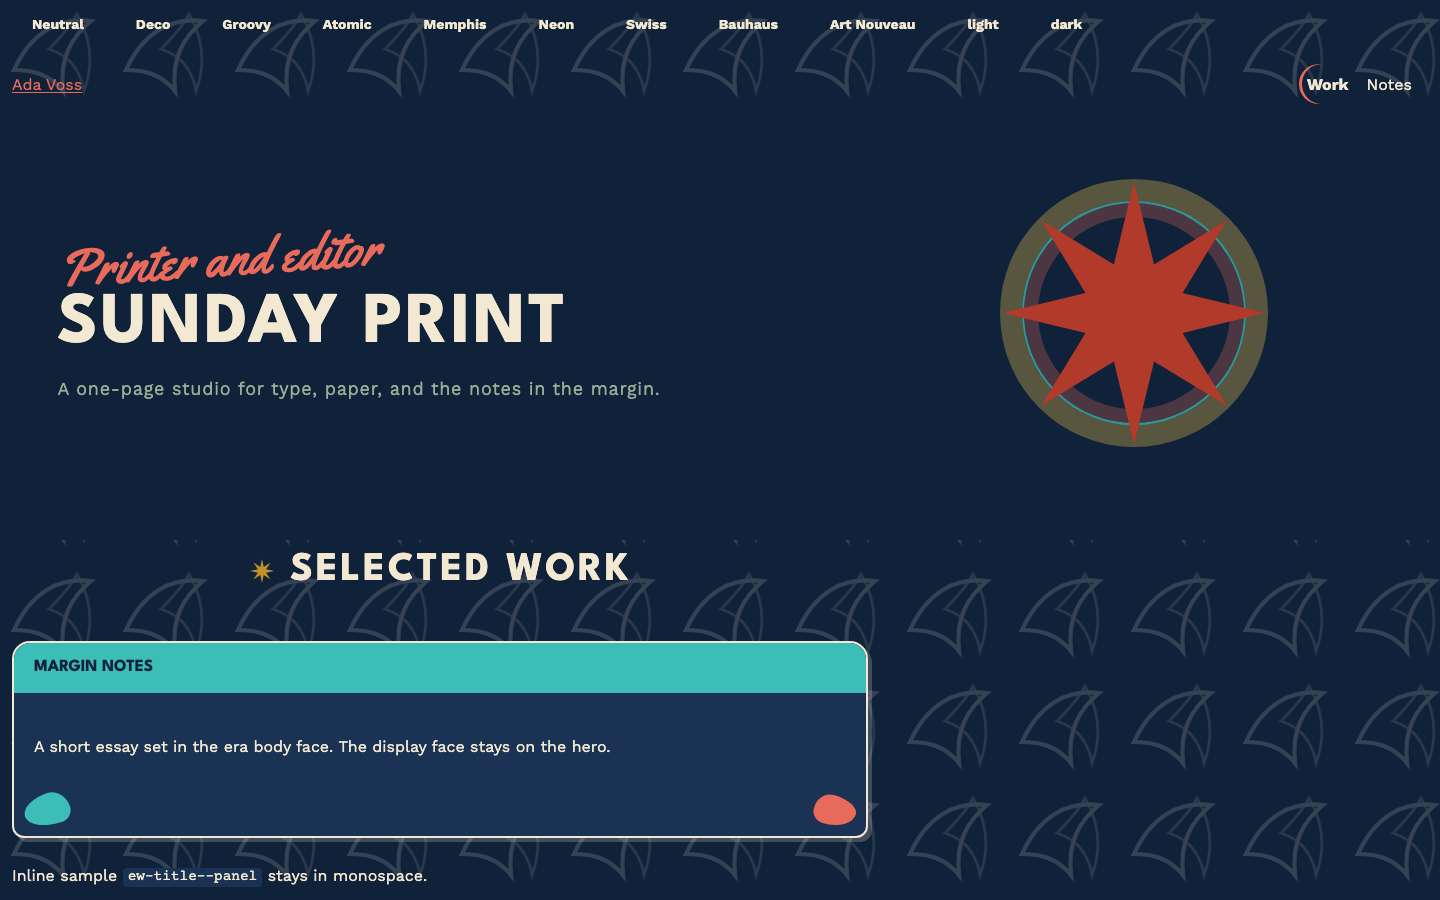 Neutral Deco Groovy Atomic Memphis Neon Swiss Bauhaus Art Nouveau light dark
Ada Voss Work Notes
Printer and editor
SUNDAY PRINT
A one-page studio for type, paper, and the notes in the margin.
SELECTED WORK
MARGIN NOTES
A short essay set in the era body face. The display face stays on the hero.
Inline sample ew-title--panel stays in monospace.